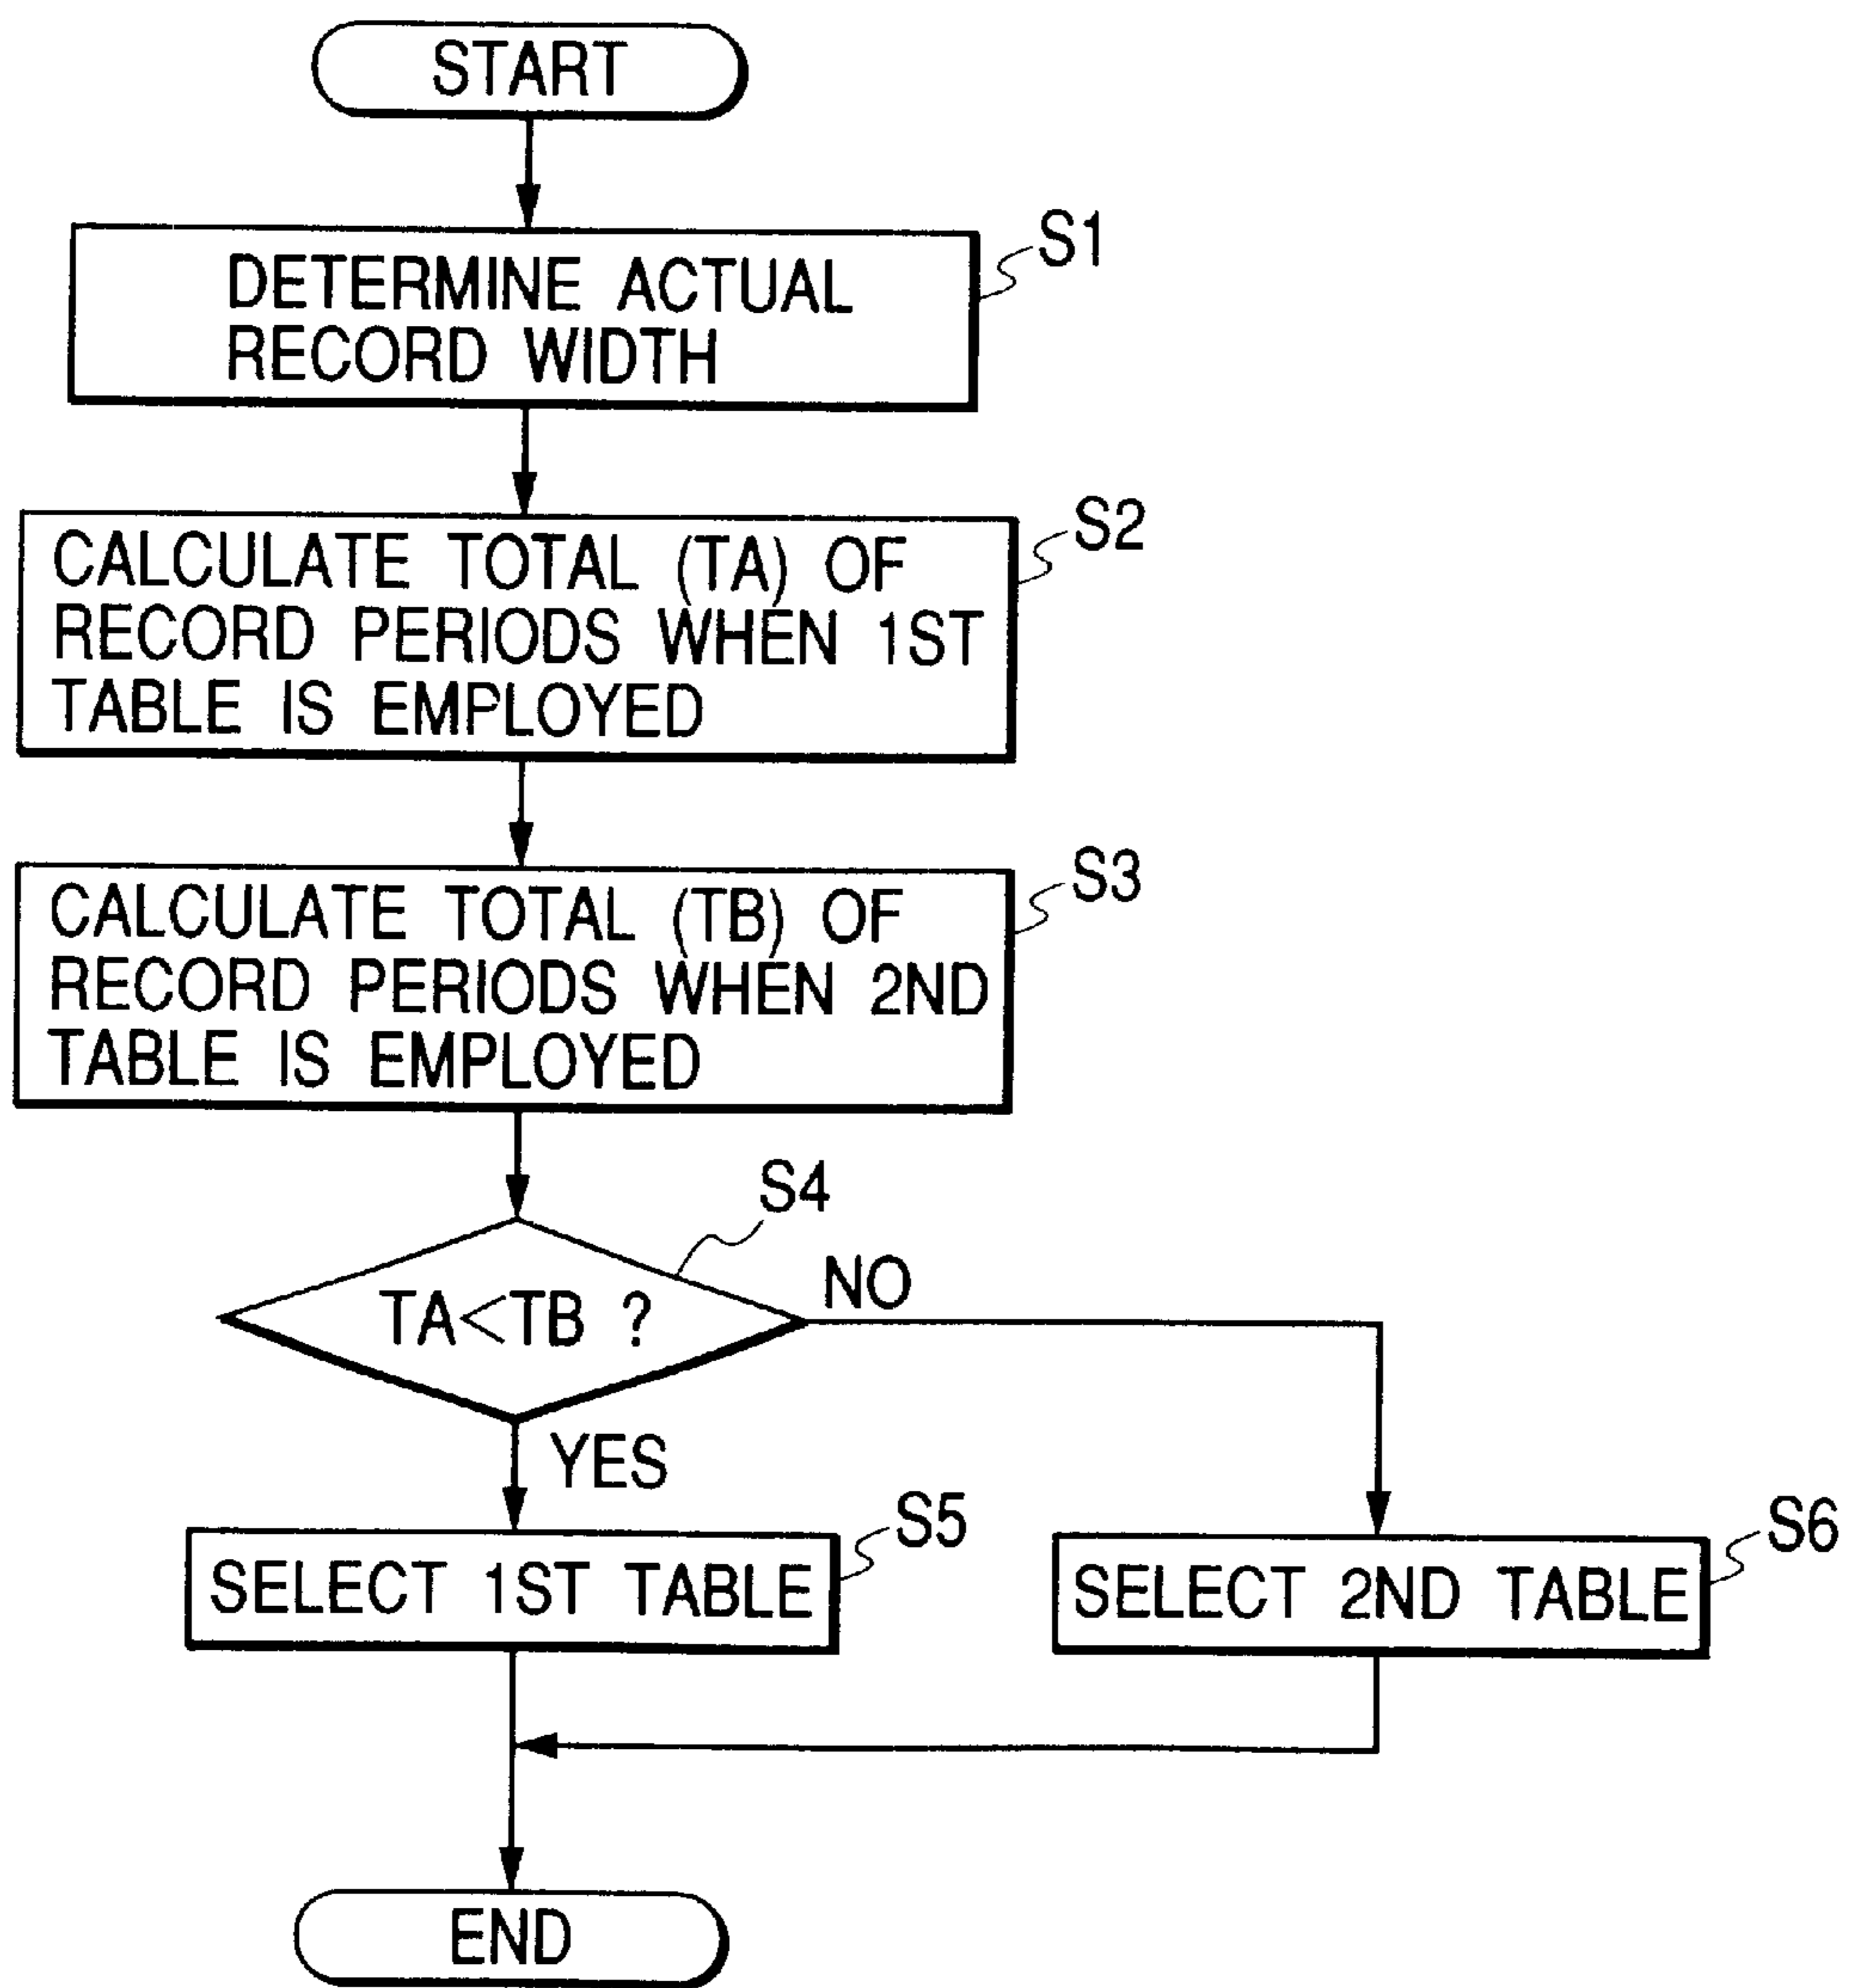 START
S1
DETERMINE ACTUAL
RECORD WIDTH
S2
CALCULATE TOTAL (TA) OF
RECORD PERIODS WHEN 1ST
TABLE IS EMPLOYED
S3
CALCULATE TOTAL (TB) OF
RECORD PERIODS WHEN 2ND
TABLE IS EMPLOYED
S4
TA<TB ?
NO
YES
S5
SELECT 1ST TABLE
S6
SELECT 2ND TABLE
END